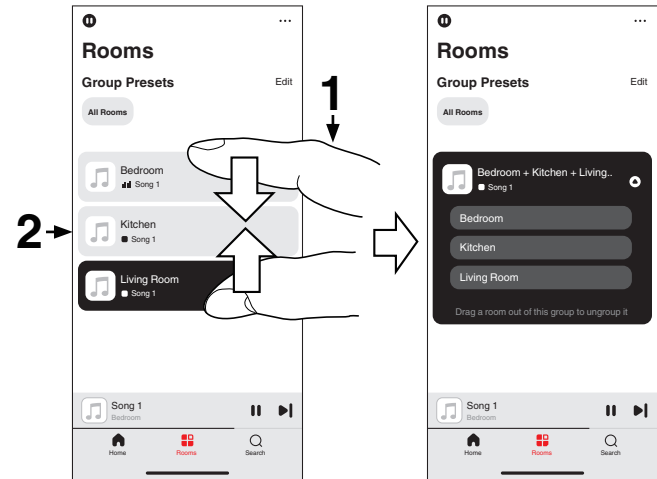 Rooms
Group Presets Edit
All Rooms
1
Bedroom
Song 1
2
Kitchen
Song 1
Living Room
Song 1
Song 1
Bedroom
Home Rooms Search
Rooms
Group Presets Edit
All Rooms
Bedroom + Kitchen + Living..
Song 1
Bedroom
Kitchen
Living Room
Drag a room out of this group to ungroup it
Song 1
Bedroom
Home Rooms Search